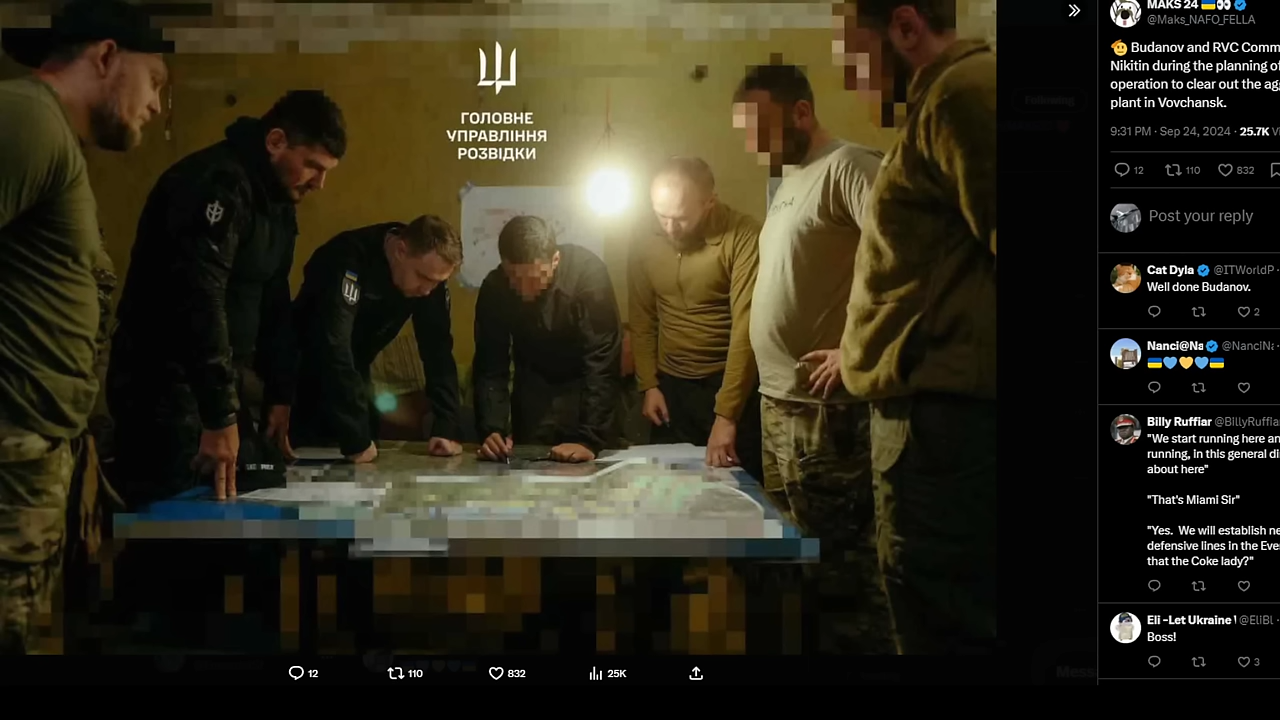 ГОЛОВНЕ
УПРАВЛІННЯ
РОЗВІДКИ
12
110
832
25K
MAKS 24
@Maks_NAFO_FELLA
Budanov and RVC Comm
Nikitin during the planning of
operation to clear out the ag
plant in Vovchansk.
9:31 PM · Sep 24, 2024 · 25.7K Vi
12
110
832
Post your reply
Cat Dyla @ITWorldP ·
Well done Budanov.
2
Nanci@Na @NanciNa ·
Billy Ruffiar @BIllyRuffia
"We start running here an
running, in this general di
about here"
"That's Miami Sir"
"Yes. We will establish ne
defensive lines in the Eve
that the Coke lady?"
Eli -Let Ukraine @EliBL ·
Boss!
3